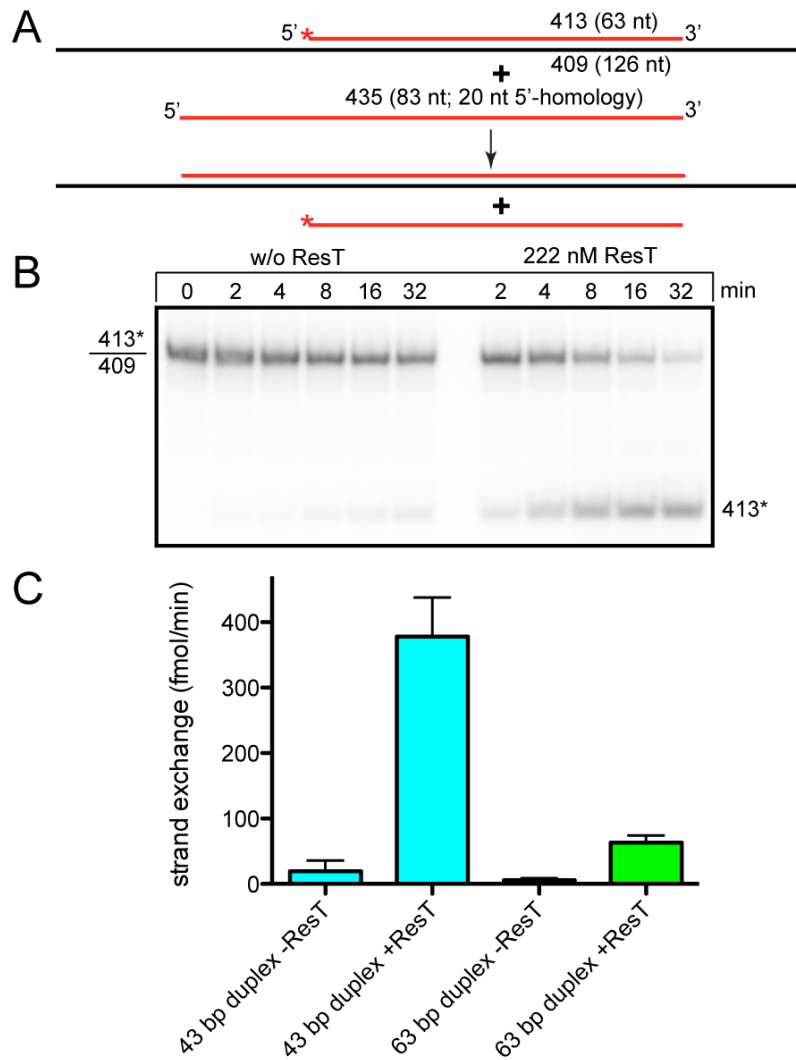 A
5’ * 413 (63 nt) 3’
+ 409 (126 nt)
5’ 435 (83 nt; 20 nt 5’-homology) 3’
+
*
B
w/o ResT 222 nM ResT
0 2 4 8 16 32 2 4 8 16 32 min
413*
409
413*
C
strand exchange (fmol/min)
400
300
200
100
0
43 bp duplex -ResT
43 bp duplex +ResT
63 bp duplex -ResT
63 bp duplex +ResT